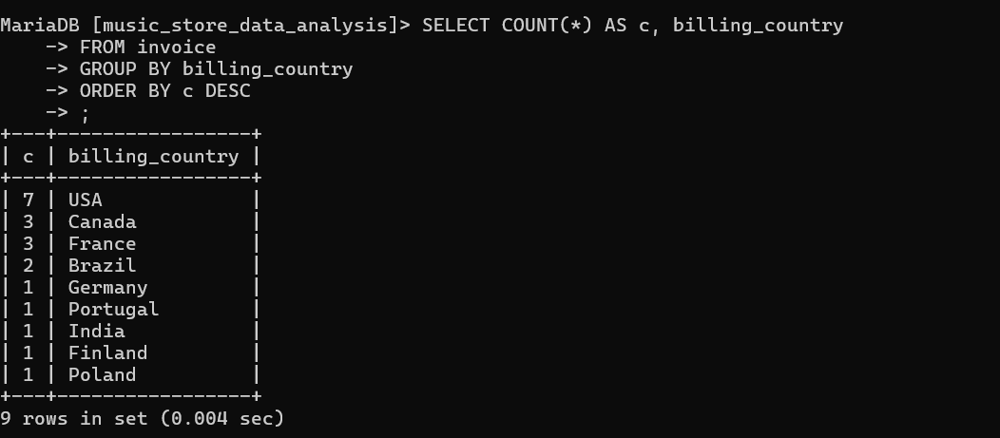 MariaDB [music_store_data_analysis]> SELECT COUNT(*) AS c, billing_country
    -> FROM invoice
    -> GROUP BY billing_country
    -> ORDER BY c DESC
    -> ;
+---+-----------------+
| c | billing_country |
+---+-----------------+
| 7 | USA             |
| 3 | Canada          |
| 3 | France          |
| 2 | Brazil          |
| 1 | Germany         |
| 1 | Portugal        |
| 1 | India           |
| 1 | Finland         |
| 1 | Poland          |
+---+-----------------+
9 rows in set (0.004 sec)